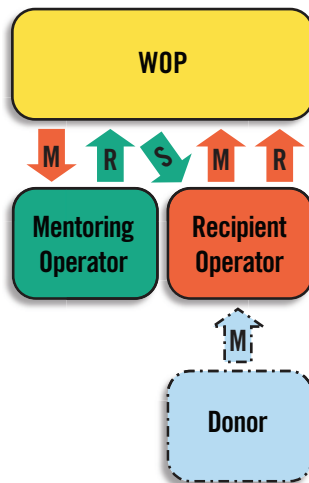 WOP
M R S M R
Mentoring
Operator
Recipient
Operator
M
Donor